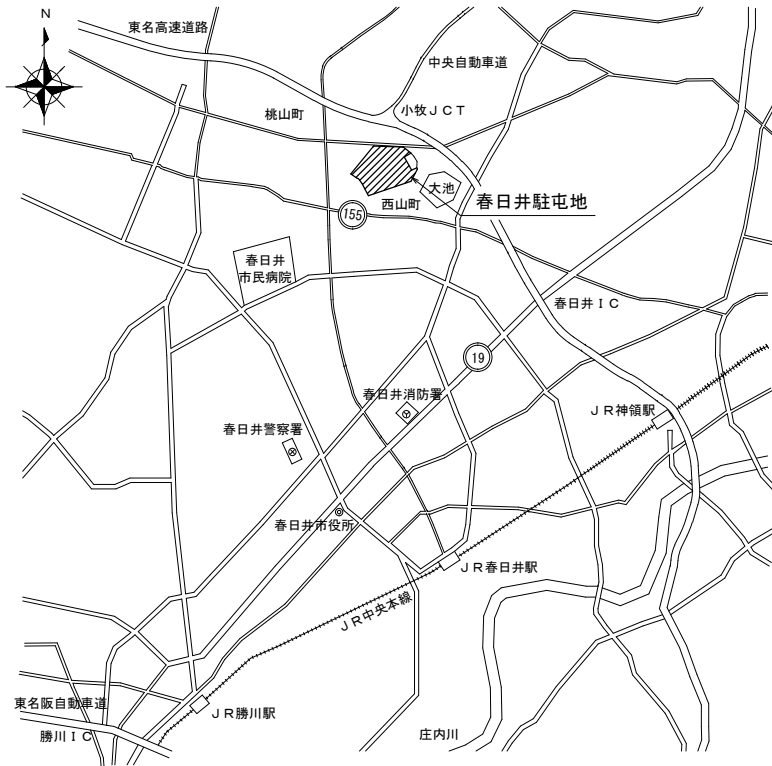 N
東名高速道路
中央自動車道
小牧JCT
桃山町
大池
春日井駐屯地
西山町
155
春日井
市民病院
春日井IC
19
春日井消防署
JR神領駅
春日井警察署
春日井市役所
JR春日井駅
JR中央本線
東名阪自動車道
JR勝川駅
勝川IC
庄内川